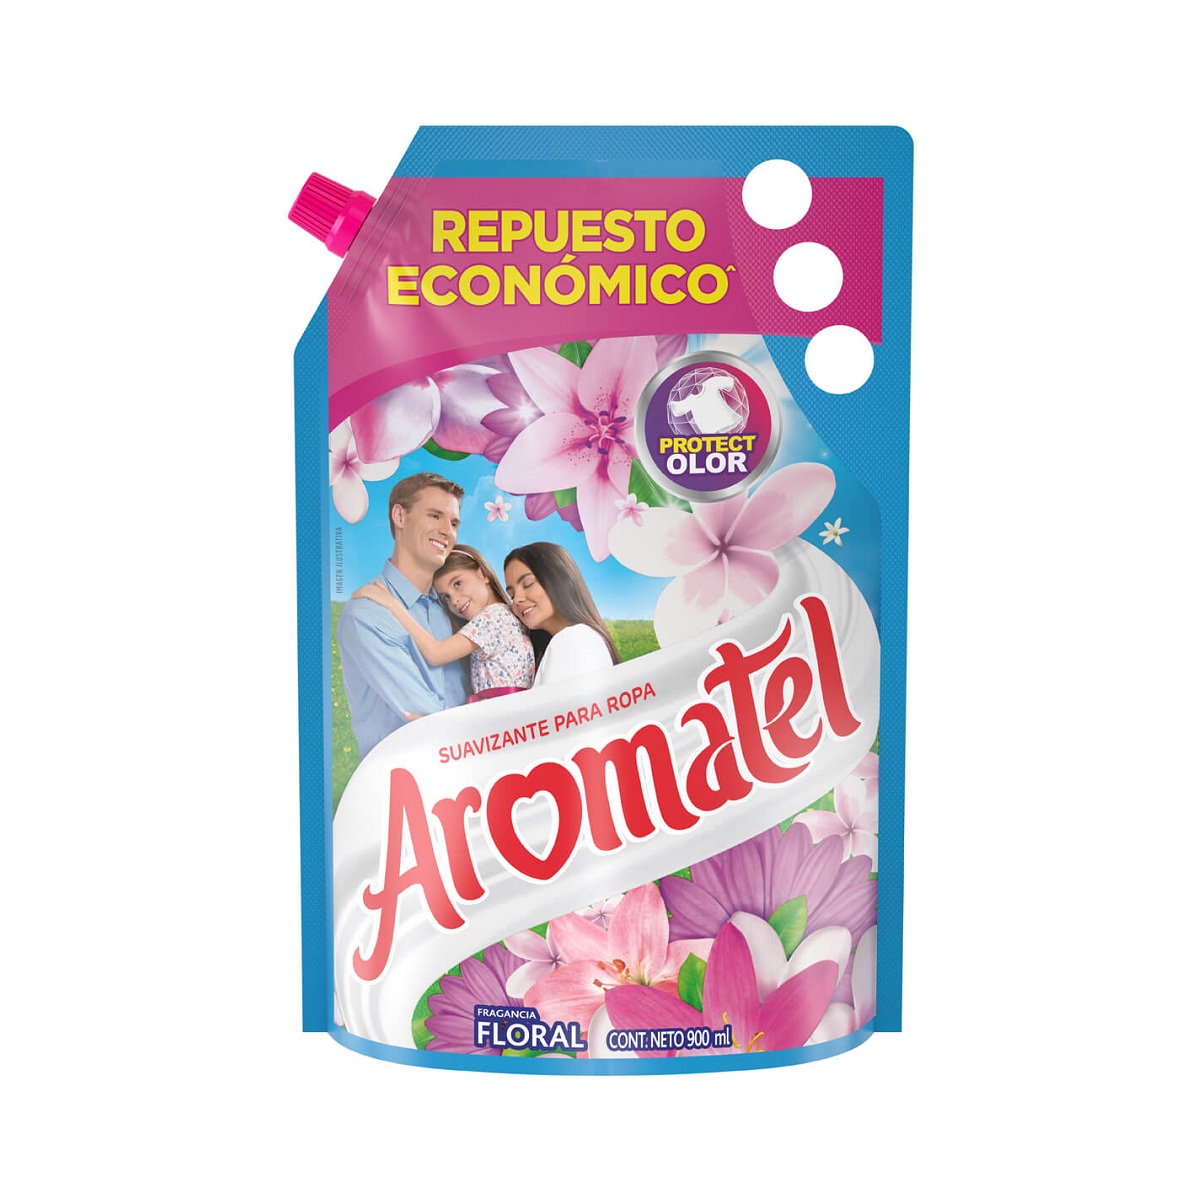 REPUESTO
ECONÓMICO^
PROTECT
OLOR
IMAGEN ILUSTRATIVA
SUAVIZANTE PARA ROPA
Aromatel
FRAGANCIA
FLORAL
CONT. NETO 900 ml